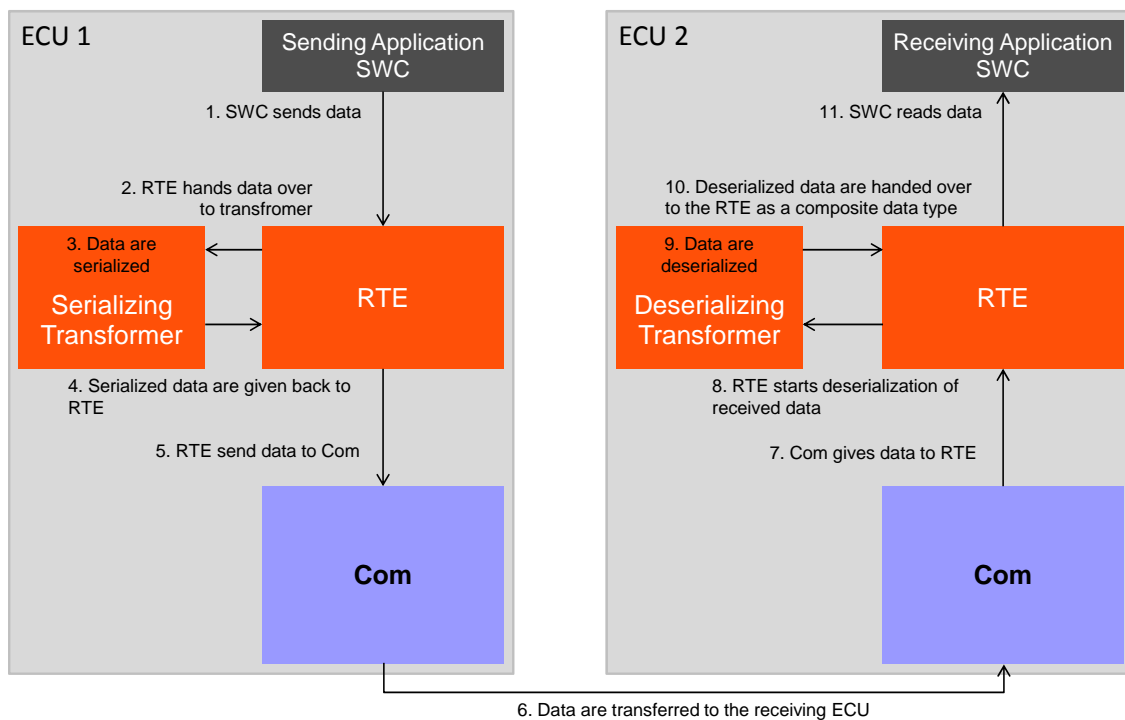 ECU 1
Sending Application
SWC
1. SWC sends data
2. RTE hands data over
to transfromer
3. Data are
serialized
Serializing
Transformer
RTE
4. Serialized data are given back to
RTE
5. RTE send data to Com
Com
6. Data are transferred to the receiving ECU
ECU 2
Receiving Application
SWC
11. SWC reads data
10. Deserialized data are handed over
to the RTE as a composite data type
9. Data are
deserialized
Deserializing
Transformer
RTE
8. RTE starts deserialization of
received data
7. Com gives data to RTE
Com